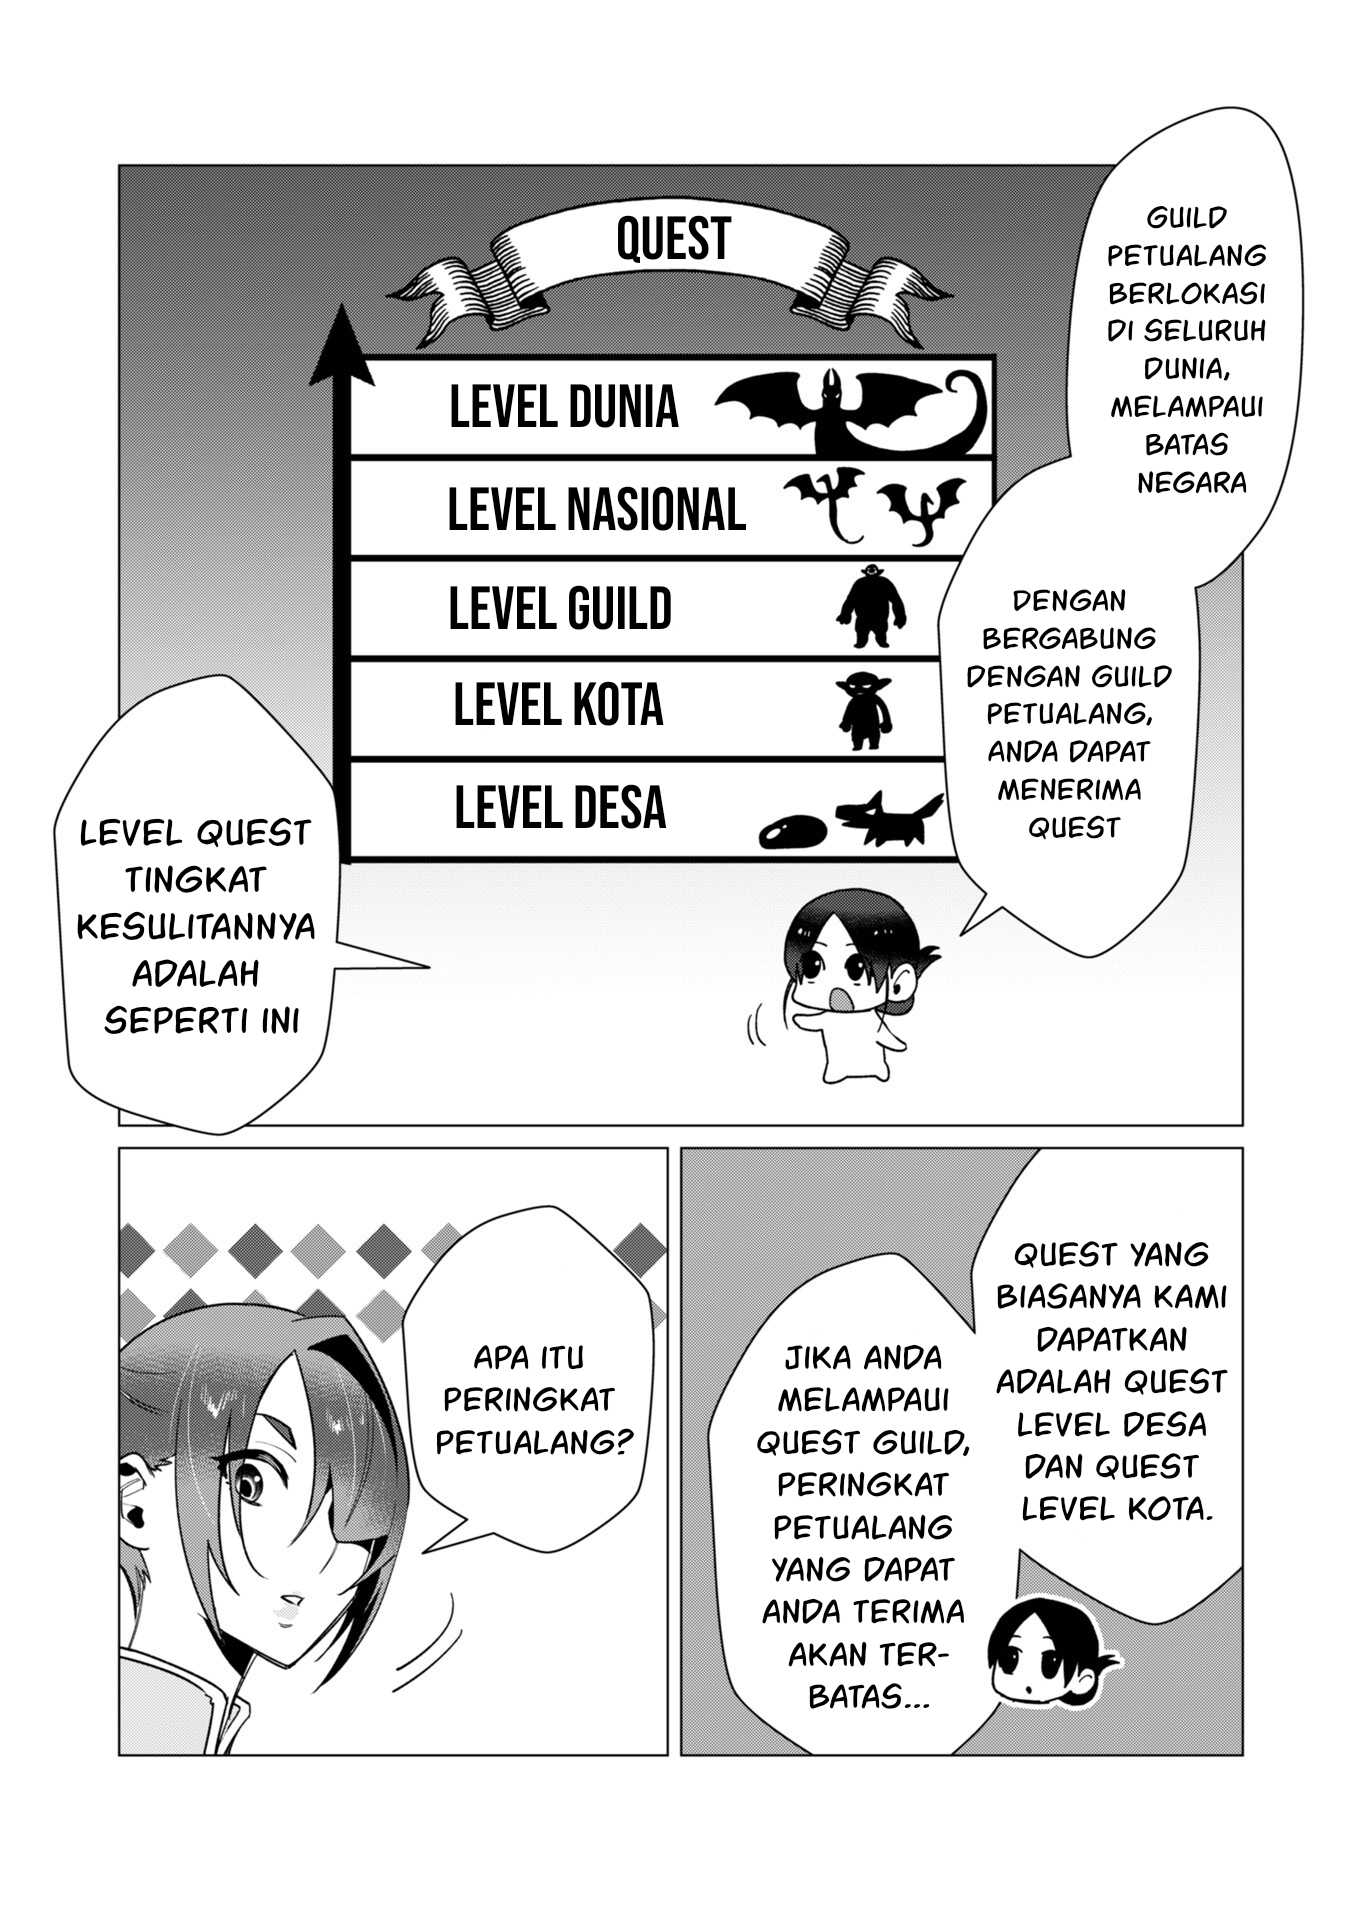 GUILD
PETUALANG
BERLOKASI
DI SELURUH
DUNIA,
MELAMPAUI
BATAS
NEGARA
DENGAN
BERGABUNG
DENGAN GUILD
PETUALANG,
ANDA DAPAT
MENERIMA
QUEST
QUEST
LEVEL DUNIA
LEVEL NASIONAL
LEVEL GUILD
LEVEL KOTA
LEVEL DESA
LEVEL QUEST
TINGKAT
KESULITANNYA
ADALAH
SEPERTI INI
QUEST YANG
BIASANYA KAMI
DAPATKAN
ADALAH QUEST
LEVEL DESA
DAN QUEST
LEVEL KOTA.
JIKA ANDA
MELAMPAUI
QUEST GUILD,
PERINGKAT
PETUALANG
YANG DAPAT
ANDA TERIMA
AKAN TER-
BATAS...
APA ITU
PERINGKAT
PETUALANG?